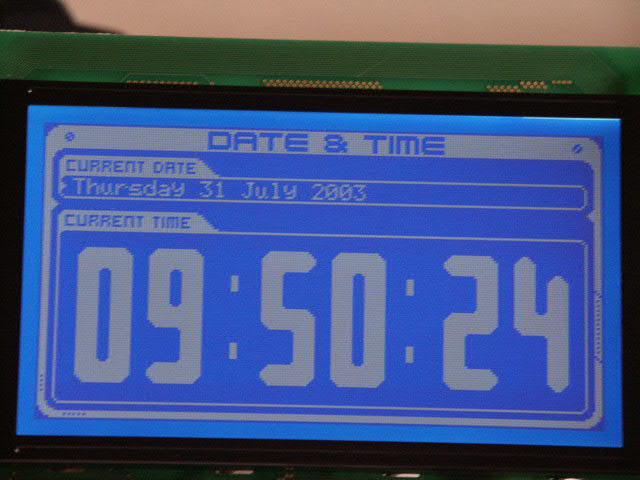 DATE & TIME
CURRENT DATE
Thursday 31 July 2003
CURRENT TIME
09:50:24